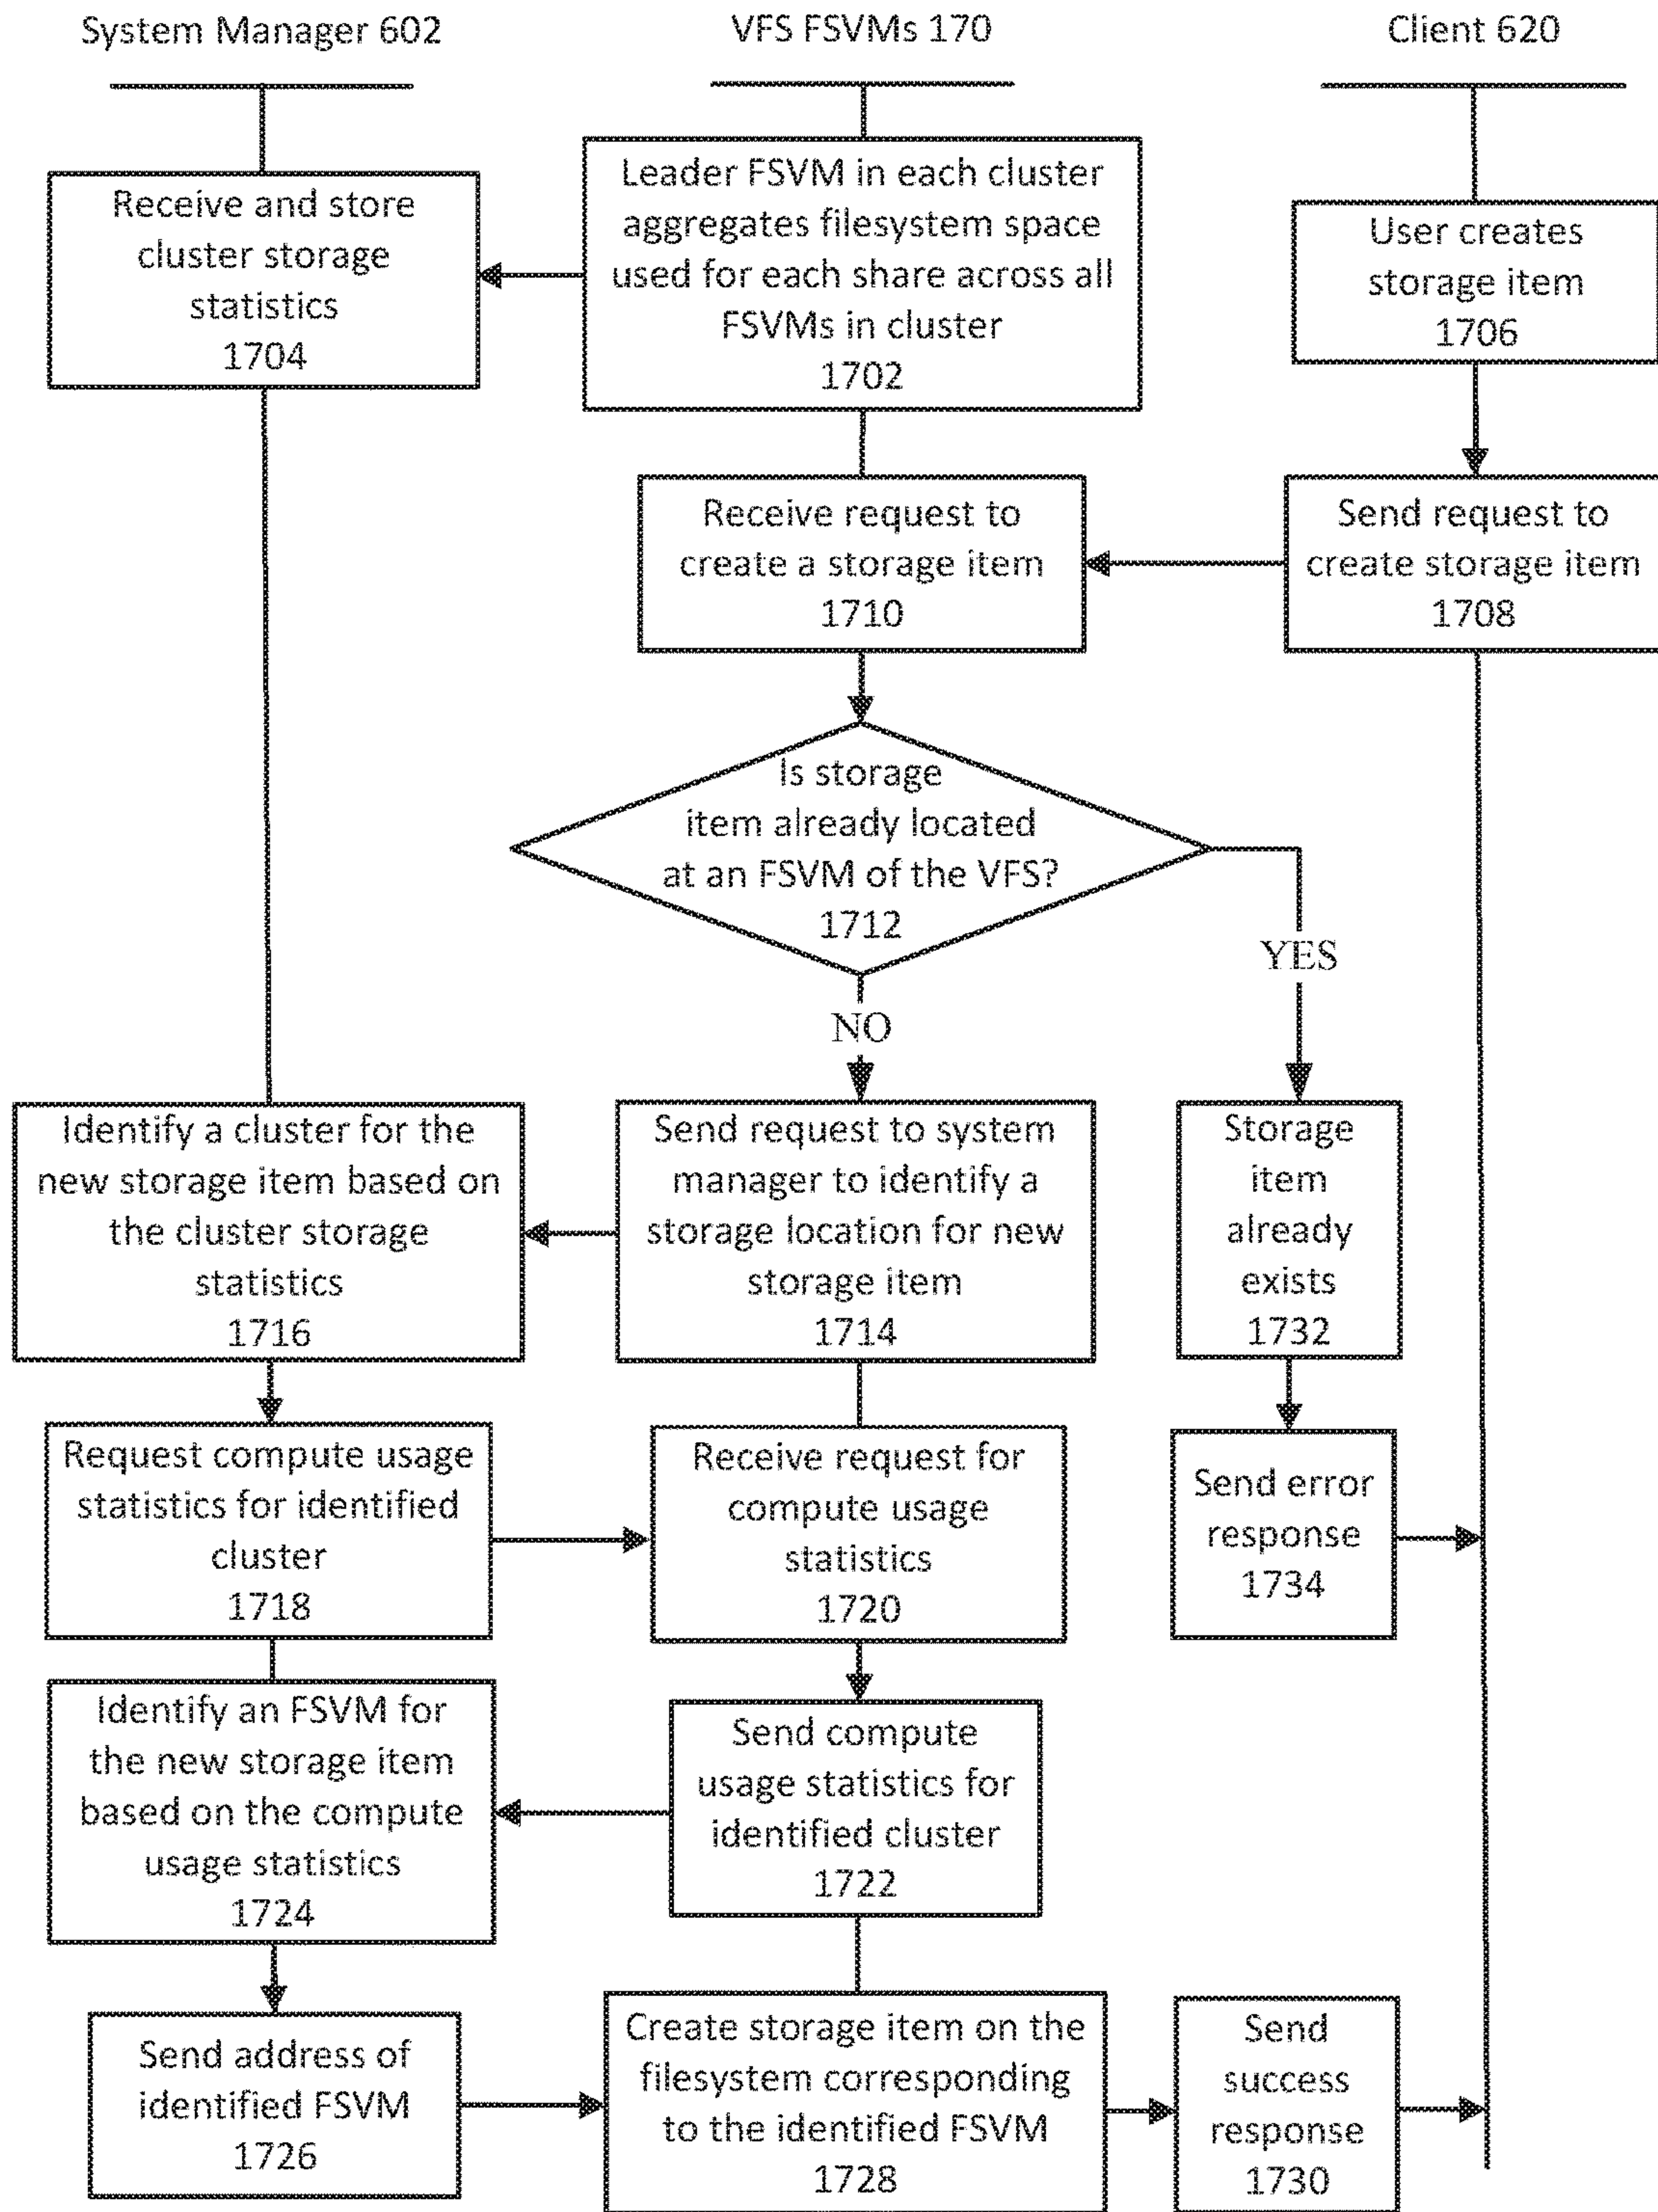 System Manager 602
VFS FSVMs 170
Client 620
Leader FSVM in each cluster
aggregates filesystem space
used for each share across all
FSVMs in cluster
1702
Receive and store
cluster storage
statistics
1704
User creates
storage item
1706
Send request to
create storage item
1708
Receive request to
create a storage item
1710
Is storage
item already located
at an FSVM of the VFS?
1712
YES
NO
Send request to system
manager to identify a
storage location for new
storage item
1714
Identify a cluster for the
new storage item based on
the cluster storage
statistics
1716
Storage
item
already
exists
1732
Request compute usage
statistics for identified
cluster
1718
Receive request for
compute usage
statistics
1720
Send error
response
1734
Send compute
usage statistics for
identified cluster
1722
Identify an FSVM for
the new storage item
based on the compute
usage statistics
1724
Send address of
identified FSVM
1726
Create storage item on the
filesystem corresponding
to the identified FSVM
1728
Send
success
response
1730